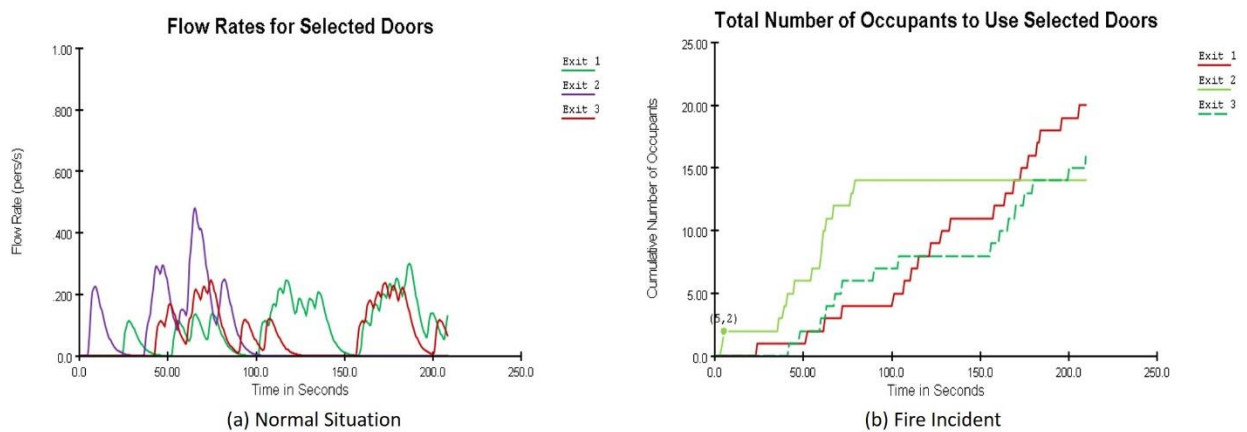 Flow Rates for Selected Doors
1.00
.800
.600
.400
.200
0.0
0.0
50.00
100.0
150.0
200.0
250.0
Flow Rate (pers/s)
Time in Seconds
Exit 1
Exit 2
Exit 3
(a) Normal Situation
Total Number of Occupants to Use Selected Doors
25.00
20.00
15.00
10.00
5.00
0.0
0.0
50.00
100.0
150.0
200.0
250.0
Cumulative Number of Occupants
(5,2)
Time in Seconds
Exit 1
Exit 2
Exit 3
(b) Fire Incident